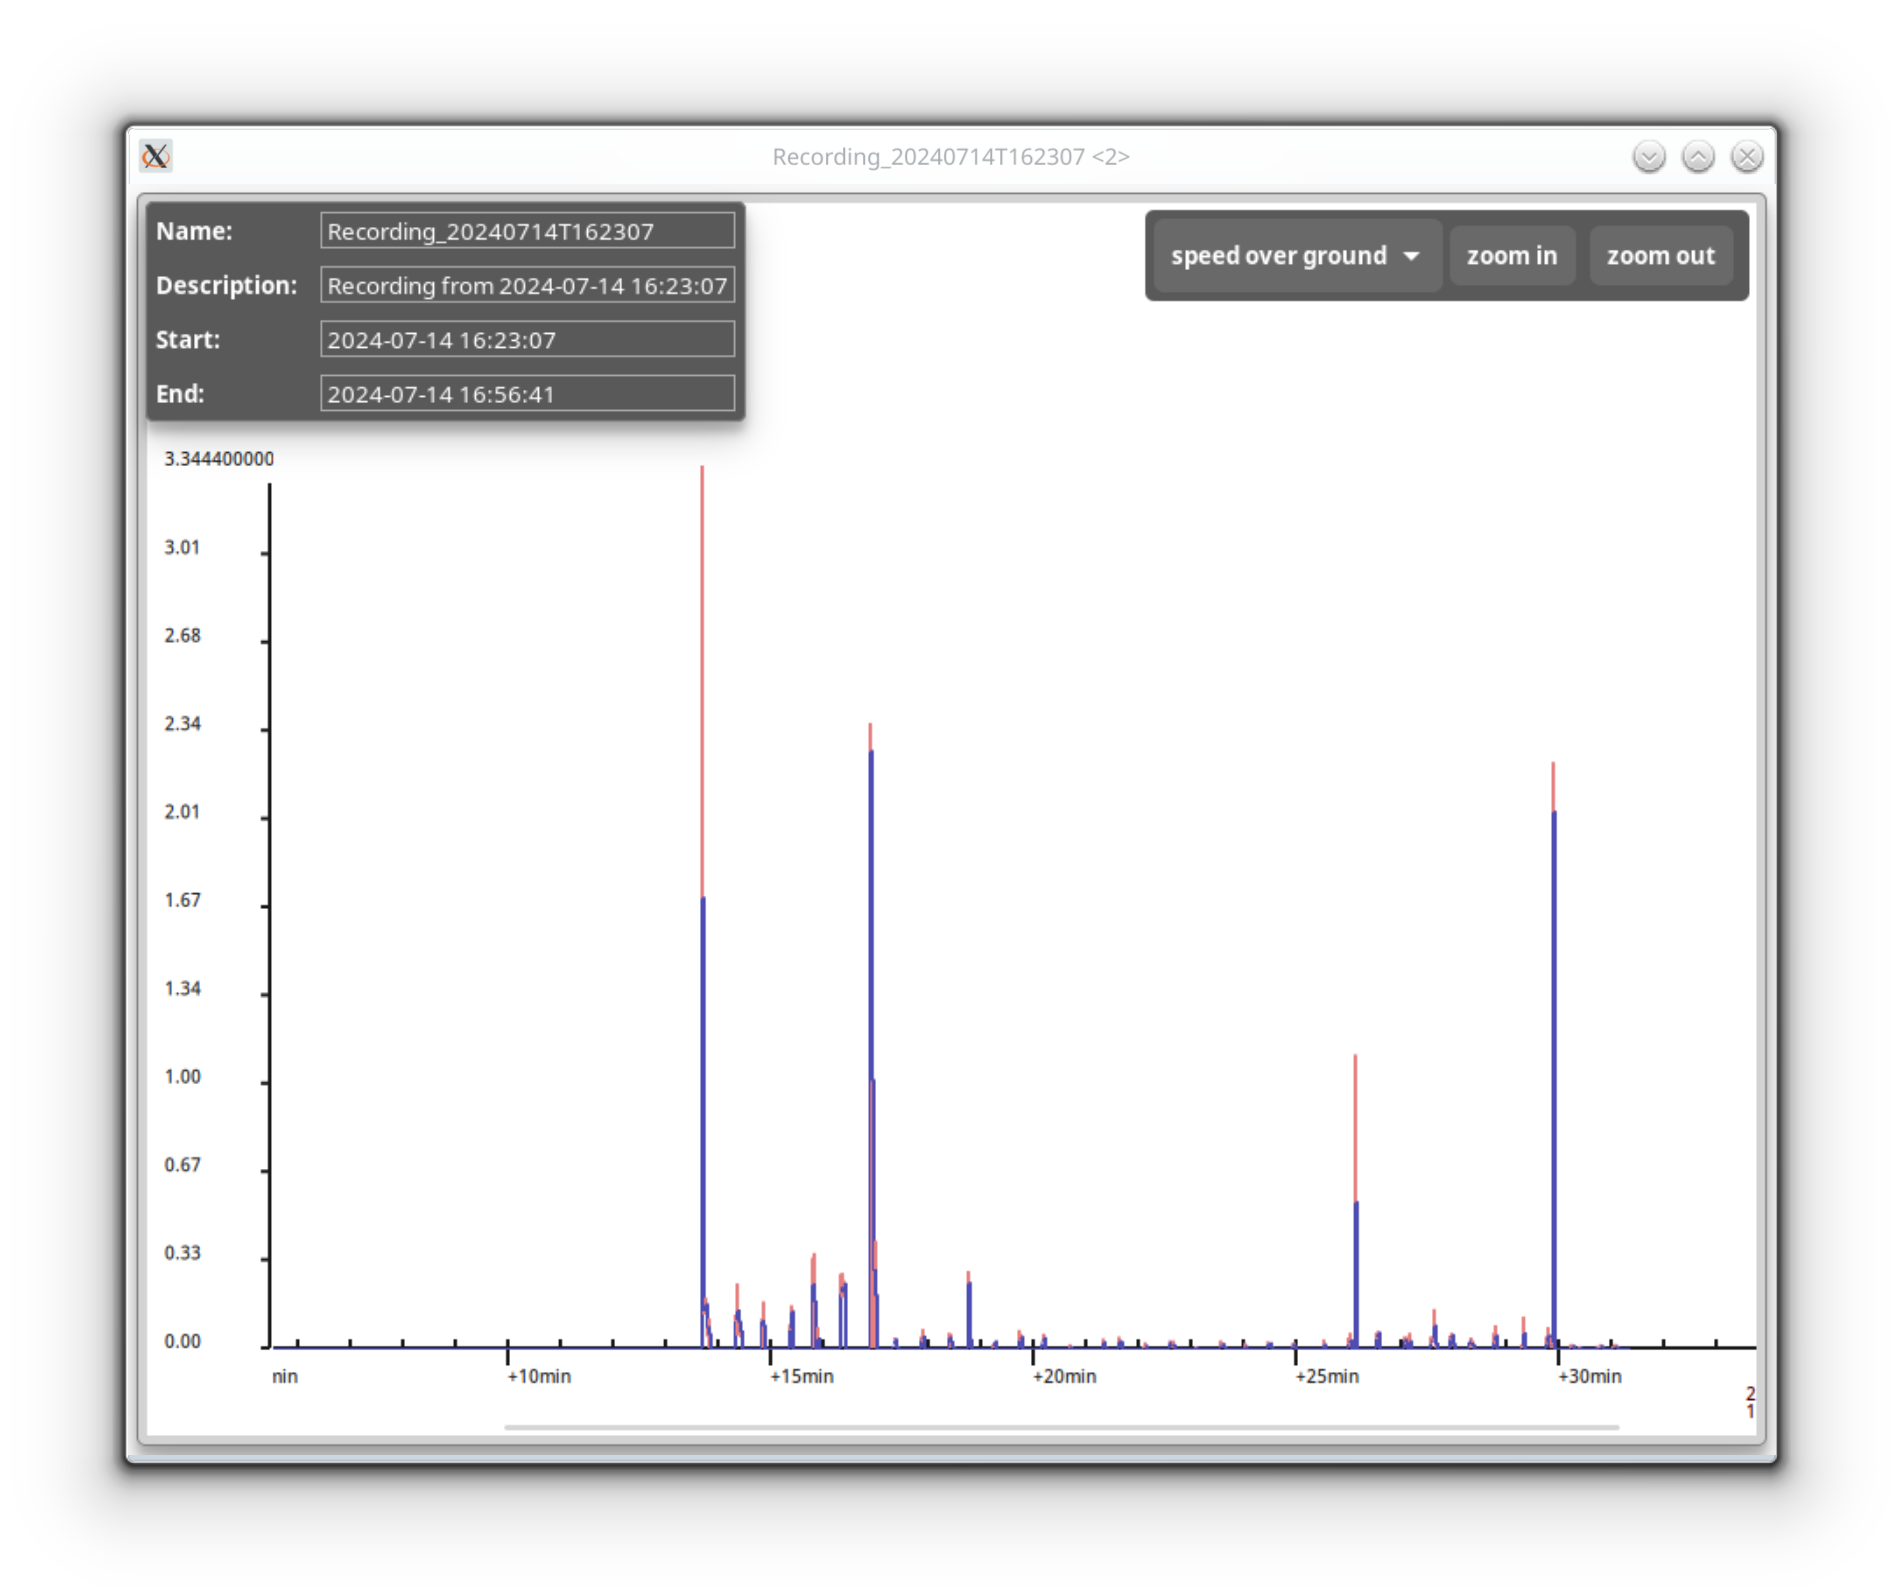 Recording_20240714T162307 <2>
Name: Recording_20240714T162307
Description: Recording from 2024-07-14 16:23:07
Start: 2024-07-14 16:23:07
End: 2024-07-14 16:56:41
speed over ground zoom in zoom out
3.344400000
3.01
2.68
2.34
2.01
1.67
1.34
1.00
0.67
0.33
0.00
nin +10min +15min +20min +25min +30min
2
1